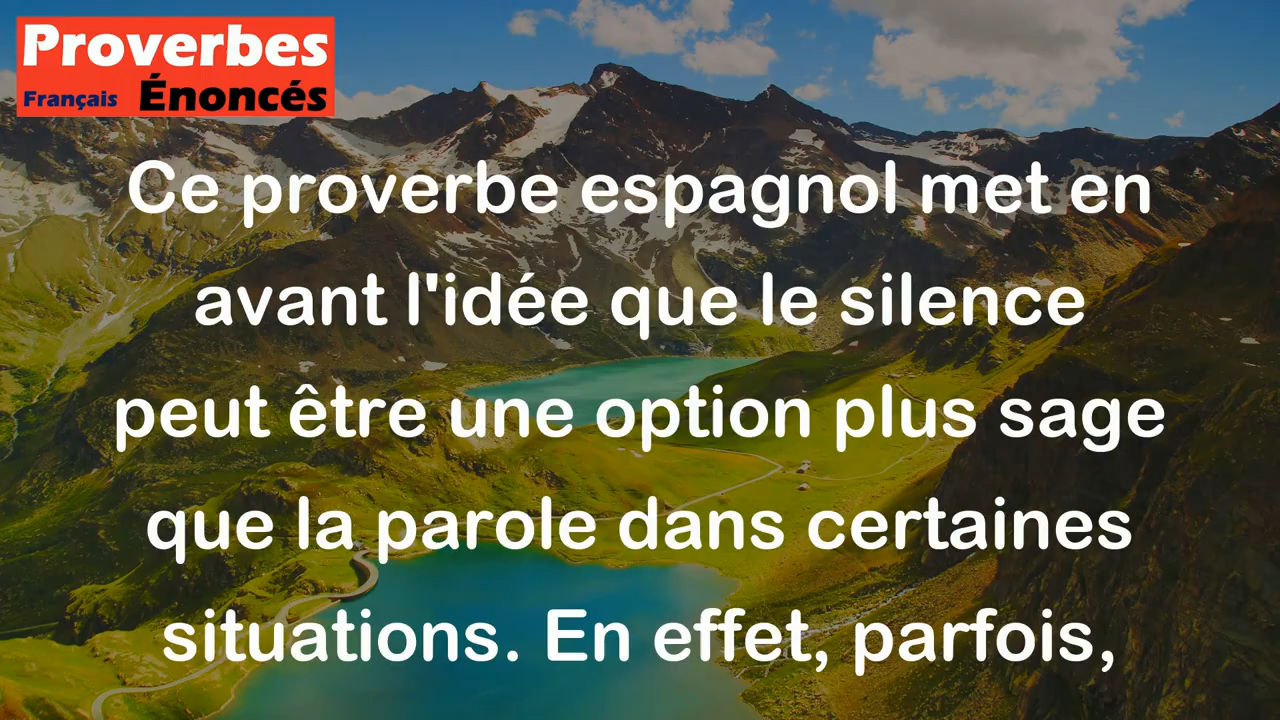 Proverbes
Français Énoncés
Ce proverbe espagnol met en
avant l'idée que le silence
peut être une option plus sage
que la parole dans certaines
situations. En effet, parfois,